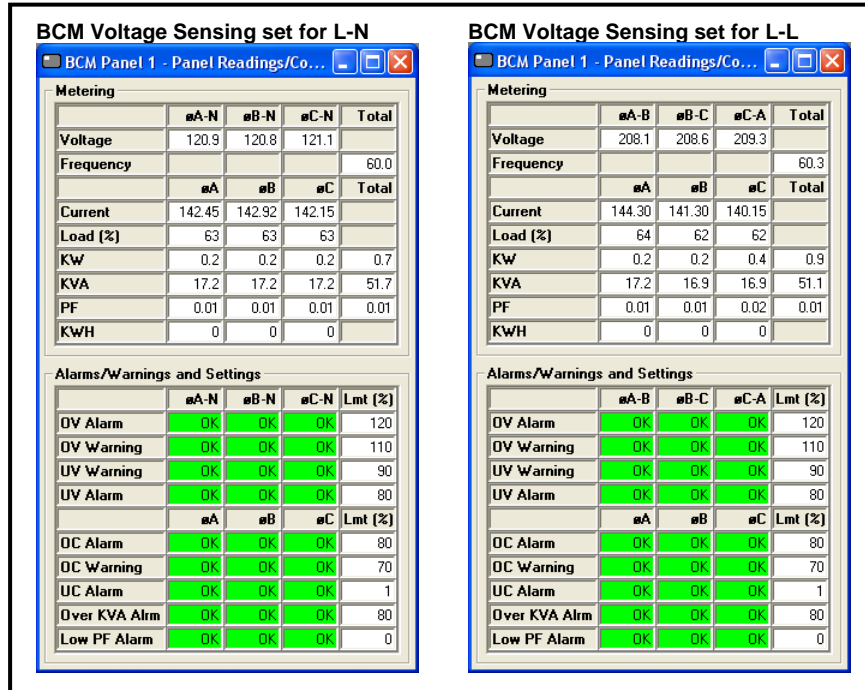 BCM Voltage Sensing set for L-N
BCM Panel 1 - Panel Readings/Co...
Metering
øA-N øB-N øC-N Total
Voltage 120.9 120.8 121.1
Frequency 60.0
øA øB øC Total
Current 142.45 142.92 142.15
Load (%) 63 63 63
KW 0.2 0.2 0.2 0.7
KVA 17.2 17.2 17.2 51.7
PF 0.01 0.01 0.01 0.01
KWH 0 0 0
Alarms/Warnings and Settings
øA-N øB-N øC-N Lmt (%)
OV Alarm OK OK OK 120
OV Warning OK OK OK 110
UV Warning OK OK OK 90
UV Alarm OK OK OK 80
øA øB øC Lmt (%)
OC Alarm OK OK OK 80
OC Warning OK OK OK 70
UC Alarm OK OK OK 1
Over KVA Alrm OK OK OK 80
Low PF Alarm OK OK OK 0
BCM Voltage Sensing set for L-L
BCM Panel 1 - Panel Readings/Co...
Metering
øA-B øB-C øC-A Total
Voltage 208.1 208.6 209.3
Frequency 60.3
øA øB øC Total
Current 144.30 141.30 140.15
Load (%) 64 62 62
KW 0.2 0.2 0.4 0.9
KVA 17.2 16.9 16.9 51.1
PF 0.01 0.01 0.02 0.01
KWH 0 0 0
Alarms/Warnings and Settings
øA-B øB-C øC-A Lmt (%)
OV Alarm OK OK OK 120
OV Warning OK OK OK 110
UV Warning OK OK OK 90
UV Alarm OK OK OK 80
øA øB øC Lmt (%)
OC Alarm OK OK OK 80
OC Warning OK OK OK 70
UC Alarm OK OK OK 1
Over KVA Alrm OK OK OK 80
Low PF Alarm OK OK OK 0